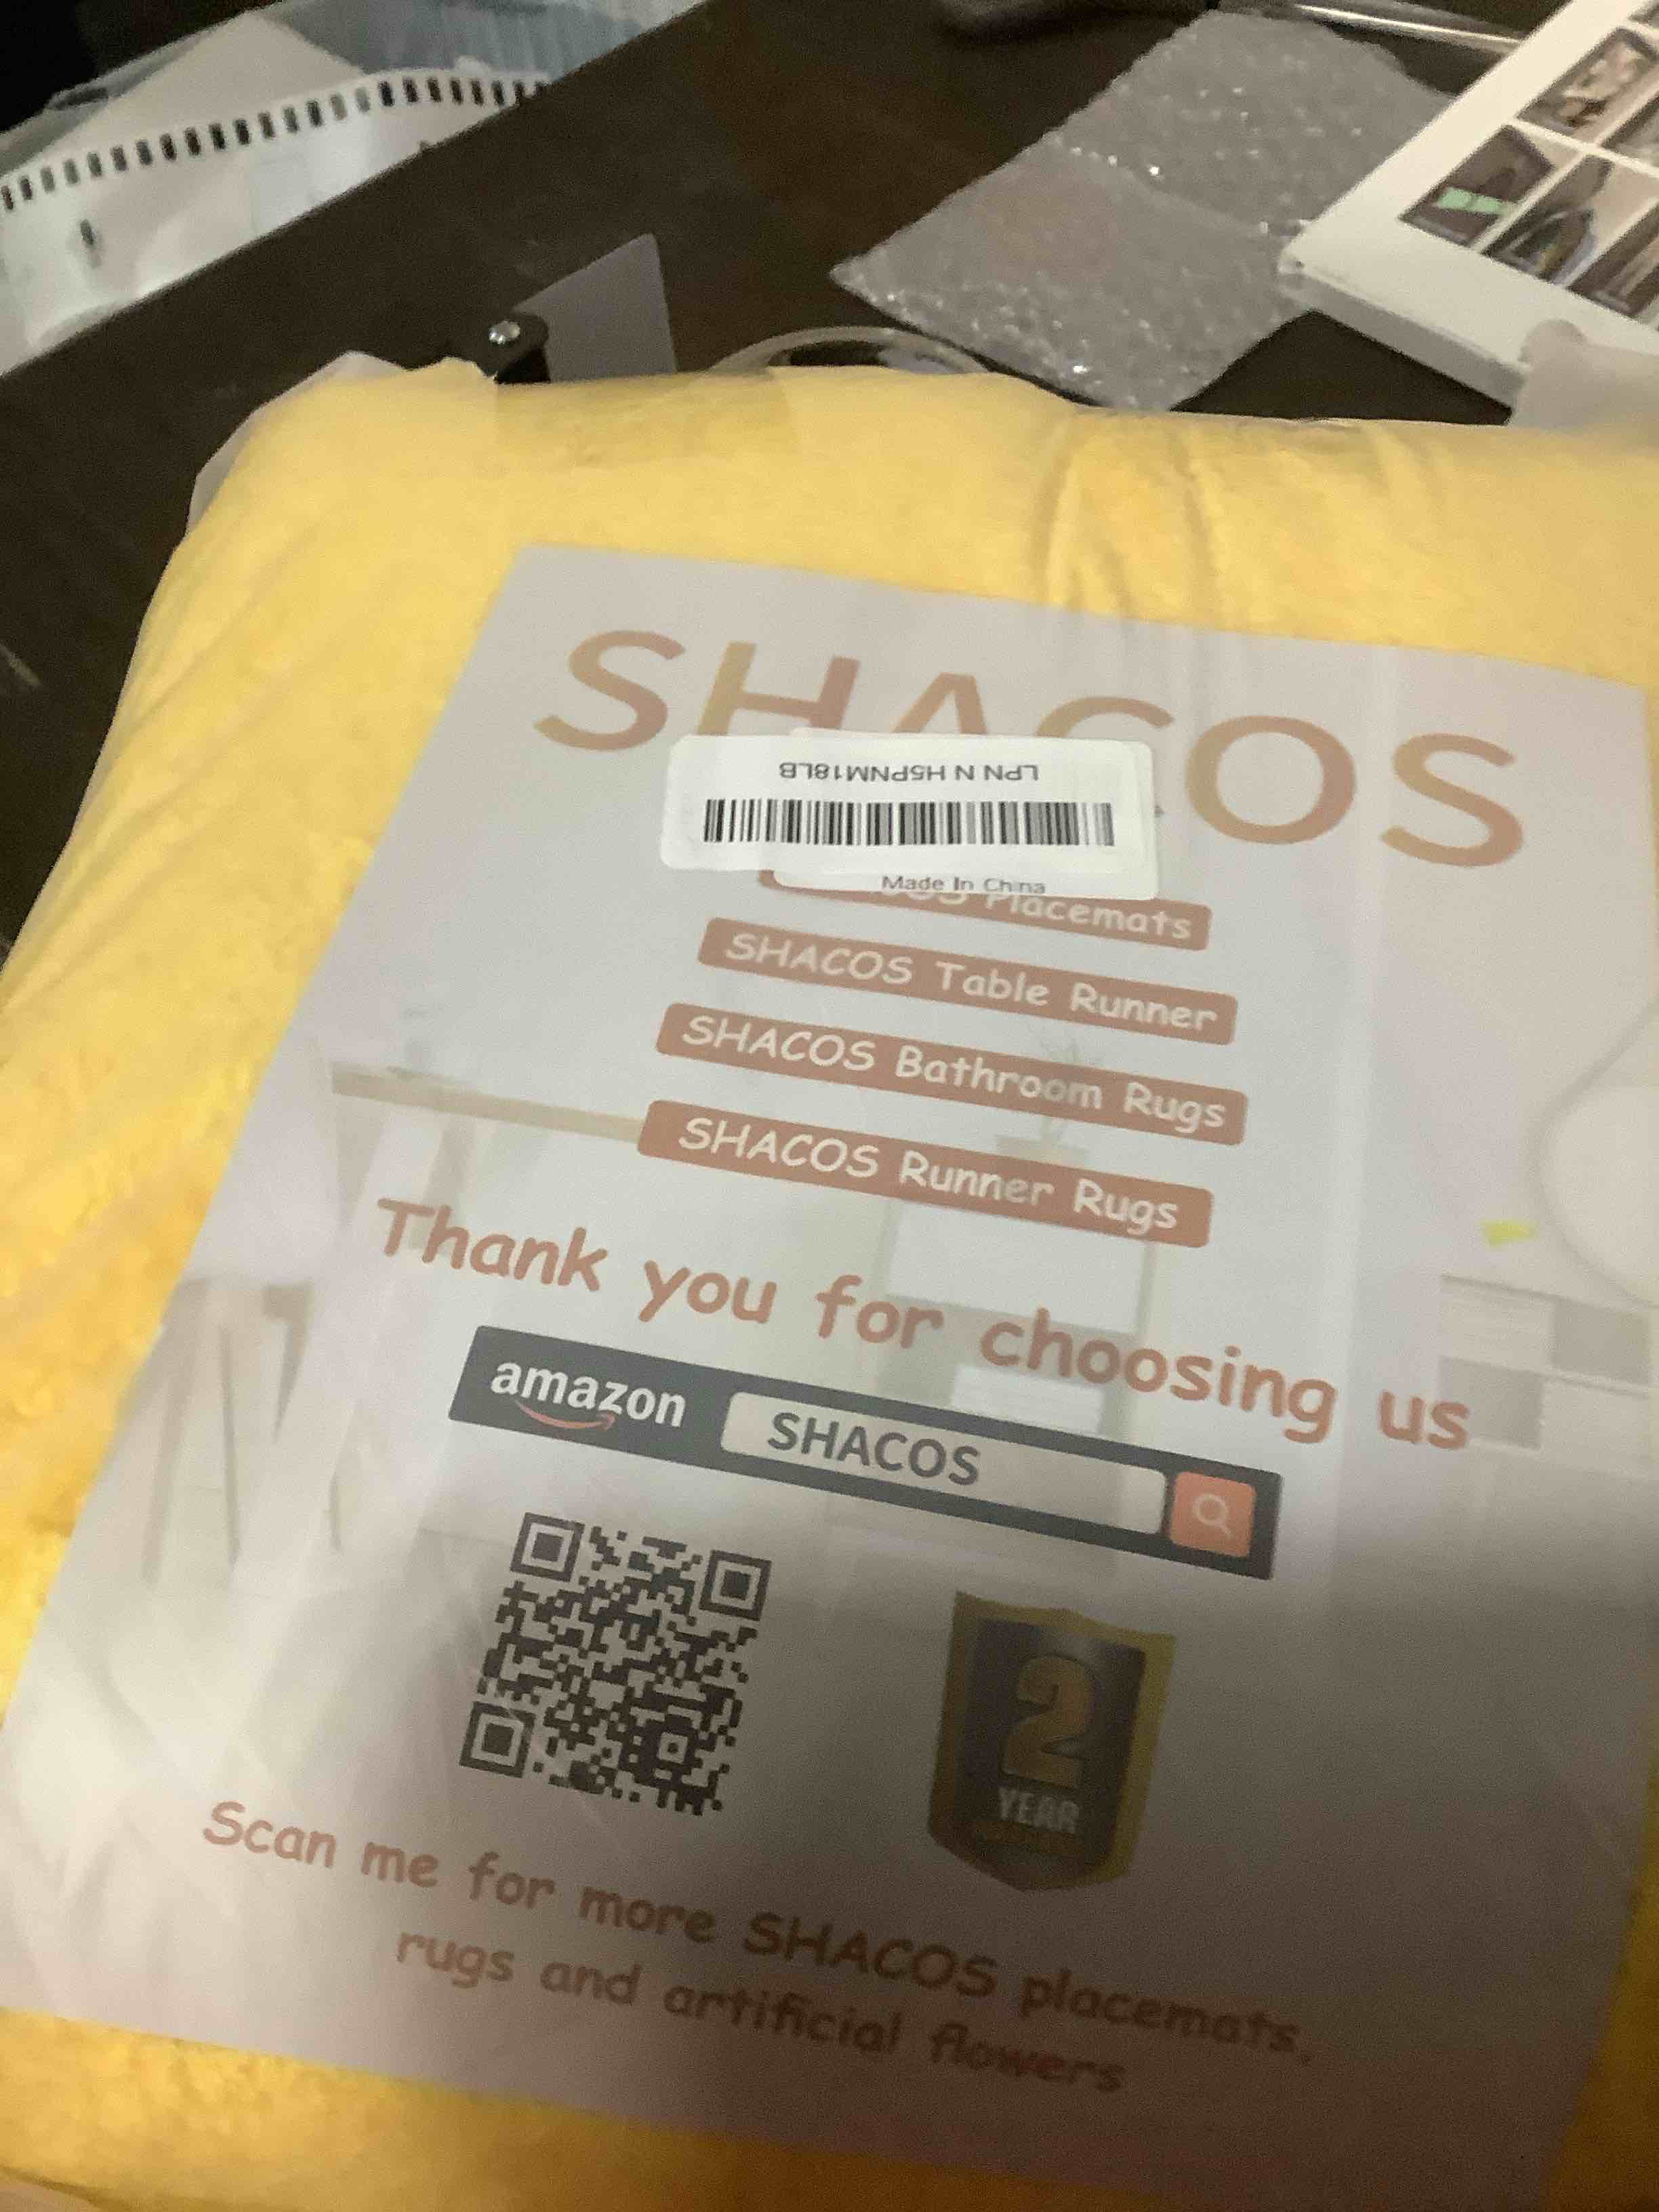 SHACOS
LPN N H5PNM18LB
Made In China
Placemats
SHACOS Table Runner
SHACOS Bathroom Rugs
SHACOS Runner Rugs
Thank you for choosing us
amazon SHACOS
2
YEAR
Scan me for more SHACOS placemats,
rugs and artificial flowers